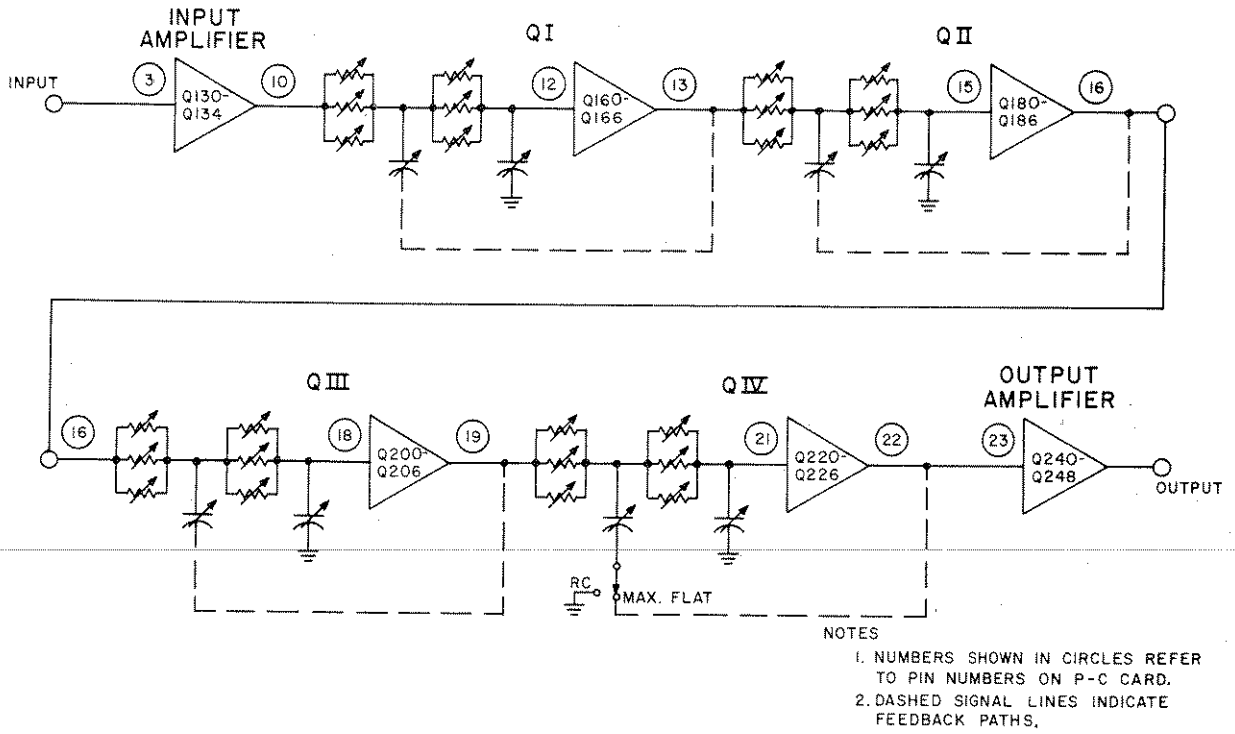 INPUT
AMPLIFIER
QI
QII
INPUT
3
Q130-
Q134
10
12
Q160-
Q166
13
15
Q180-
Q186
16
QIII
QIV
OUTPUT
AMPLIFIER
16
18
Q200-
Q206
19
21
Q220-
Q226
22
23
Q240-
Q248
OUTPUT
RC
MAX. FLAT
NOTES
1. NUMBERS SHOWN IN CIRCLES REFER
TO PIN NUMBERS ON P-C CARD.
2. DASHED SIGNAL LINES INDICATE
FEEDBACK PATHS.